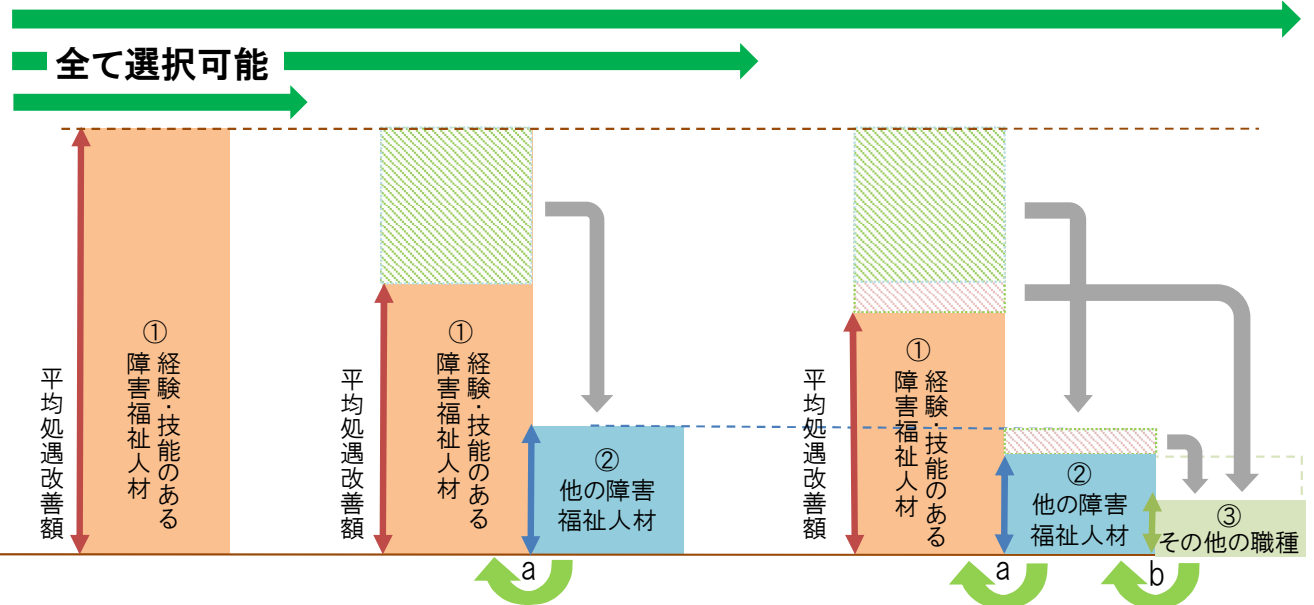 全て選択可能
平均処遇改善額
①
経験・技能のある
障害福祉人材
平均処遇改善額
①
経験・技能のある
障害福祉人材
②
他の障害
福祉人材
a
平均処遇改善額
①
経験・技能のある
障害福祉人材
②
他の障害
福祉人材
③
その他の職種
a
b